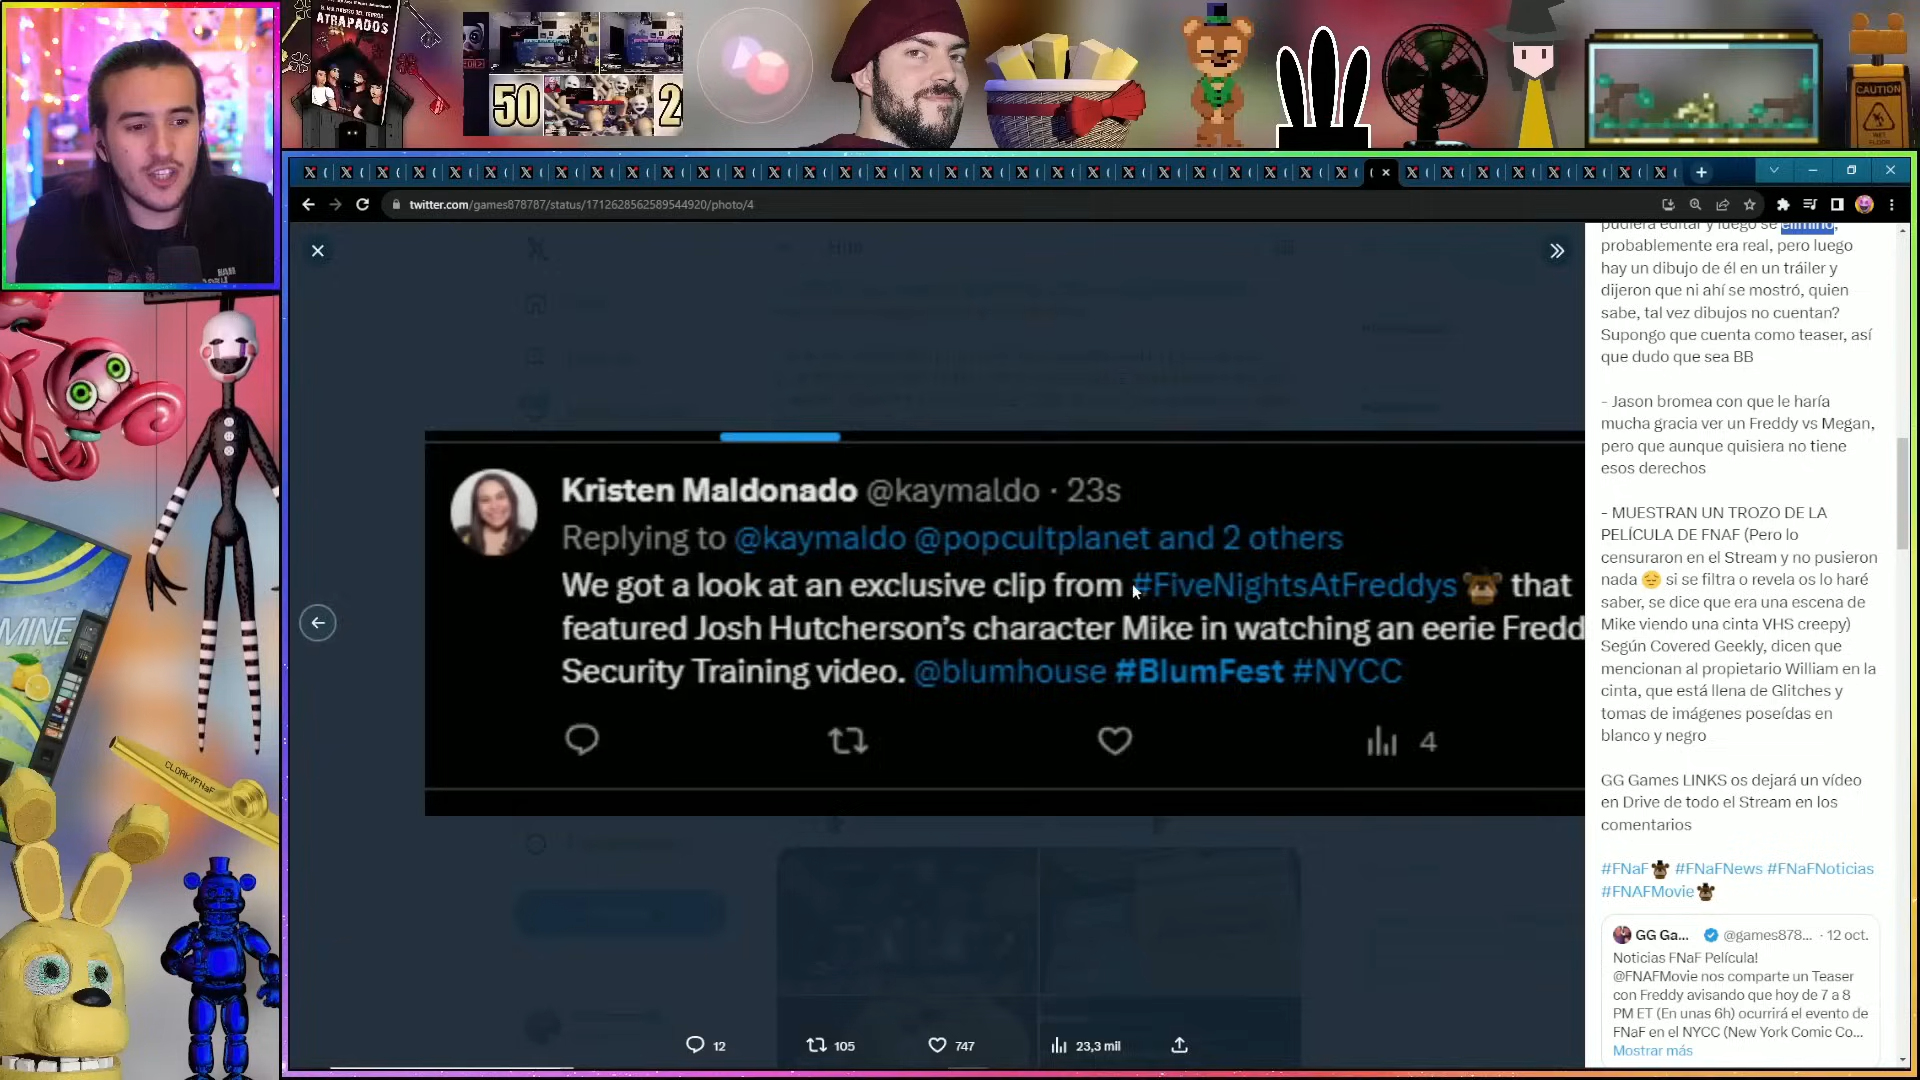 ATRAPADOS
50
2
CAUTION
WET
FLOOR
twitter.com/games878787/status/1712628562589544920/photo/4
pudiera editar y luego se eliminó,
probablemente era real, pero luego
hay un dibujo de él en un tráiler y
dijeron que ni ahí se mostró, quien
sabe, tal vez dibujos no cuentan?
Supongo que cuenta como teaser, así
que dudo que sea BB
- Jason bromea con que le haría
mucha gracia ver un Freddy vs Megan,
pero que aunque quisiera no tiene
esos derechos
- MUESTRAN UN TROZO DE LA
PELÍCULA DE FNAF (Pero lo
censuraron en el Stream y no pusieron
nada 😔 si se filtra o revela os lo haré
saber, se dice que era una escena de
Mike viendo una cinta VHS creepy)
Según Covered Geekly, dicen que
mencionan al propietario William en la
cinta, que está llena de Glitches y
tomas de imágenes poseídas en
blanco y negro
GG Games LINKS os dejará un vídeo
en Drive de todo el Stream en los
comentarios
#FNaF #FNaFNews #FNaFNoticias
#FNAFMovie
GG Ga... @games878... · 12 oct.
Noticias FNaF Película!
@FNAFMovie nos comparte un Teaser
con Freddy avisando que hoy de 7 a 8
PM ET (En unas 6h) ocurrirá el evento de
FNaF en el NYCC (New York Comic Co...
Mostrar más
Kristen Maldonado @kaymaldo · 23s
Replying to @kaymaldo @popcultplanet and 2 others
We got a look at an exclusive clip from #FiveNightsAtFreddys that
featured Josh Hutcherson's character Mike in watching an eerie Fredd
Security Training video. @blumhouse #BlumFest #NYCC
4
12 105 747 23,3 mil
MINE
CLOAK×FNaF